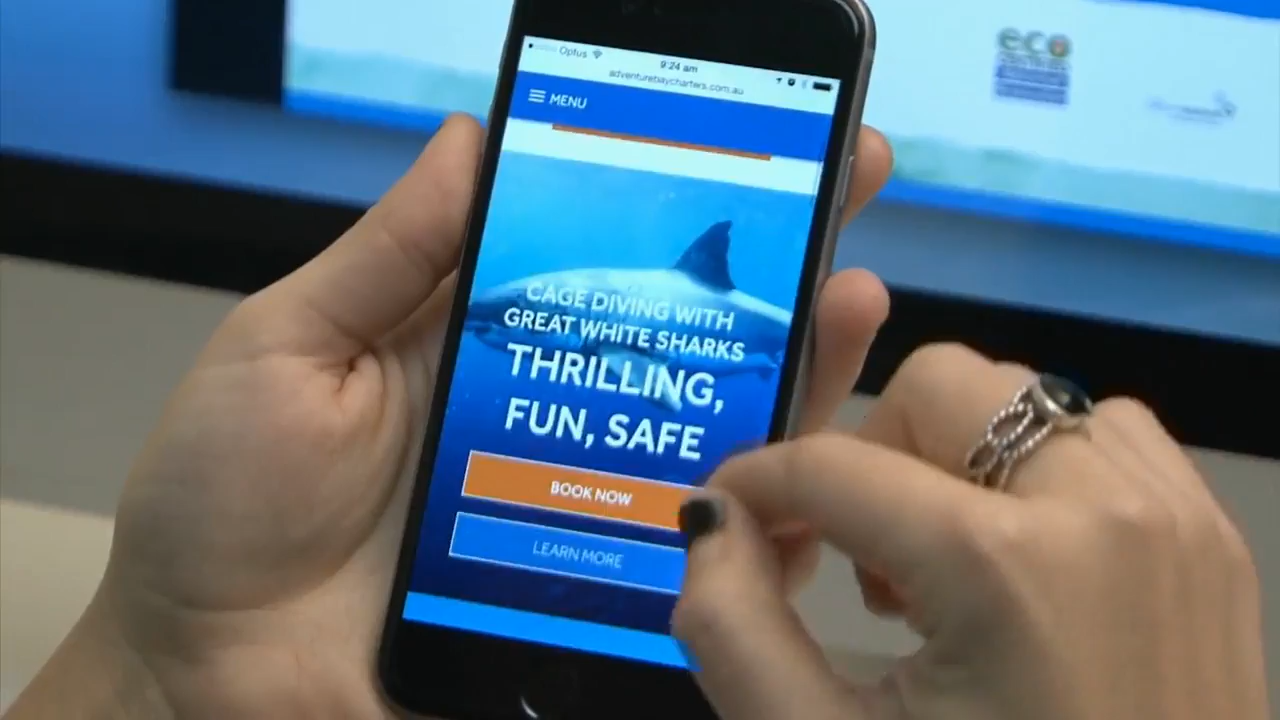 Optus
9:24 am
adventurebaycharters.com.au
MENU
CAGE DIVING WITH
GREAT WHITE SHARKS
THRILLING,
FUN, SAFE
BOOK NOW
LEARN MORE
eco